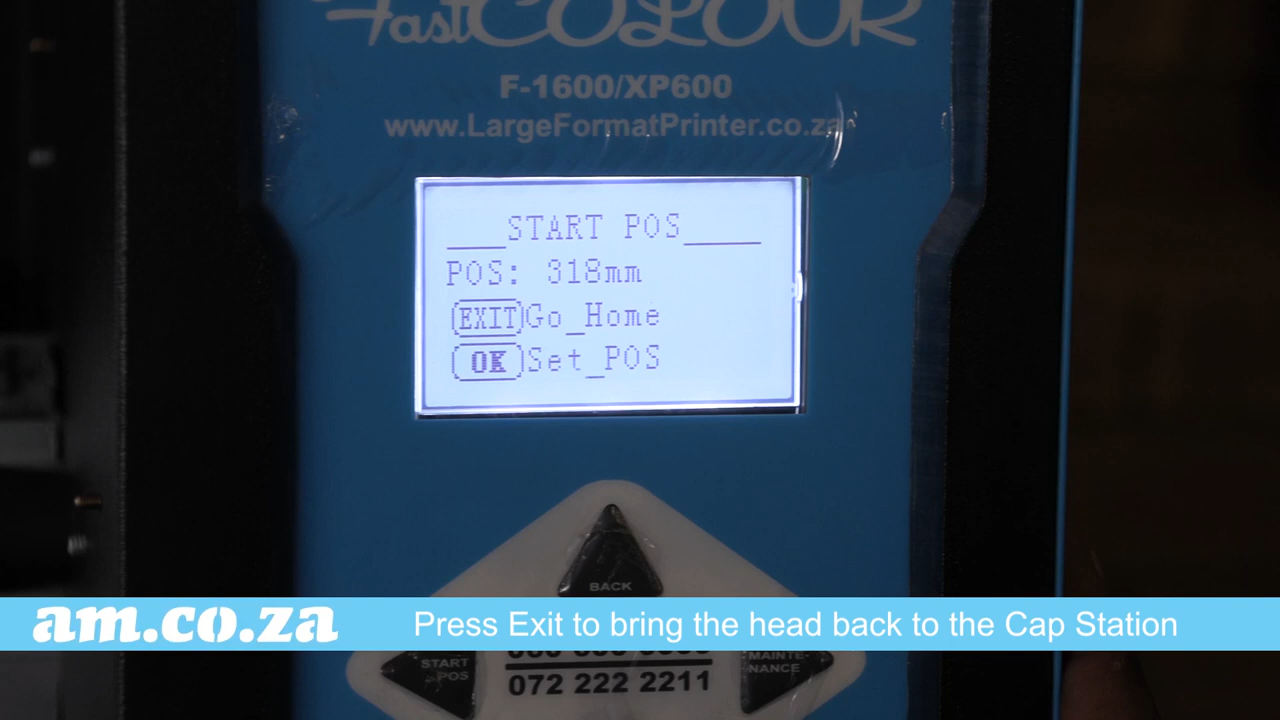 FastCOLOUR
F-1600/XP600
www.LargeFormatPrinter.co.za
START POS
POS: 318mm
EXIT Go_Home
OK Set_POS
BACK
am.co.za
Press Exit to bring the head back to the Cap Station
START
POS
MAINTE
NANCE
072 222 2211